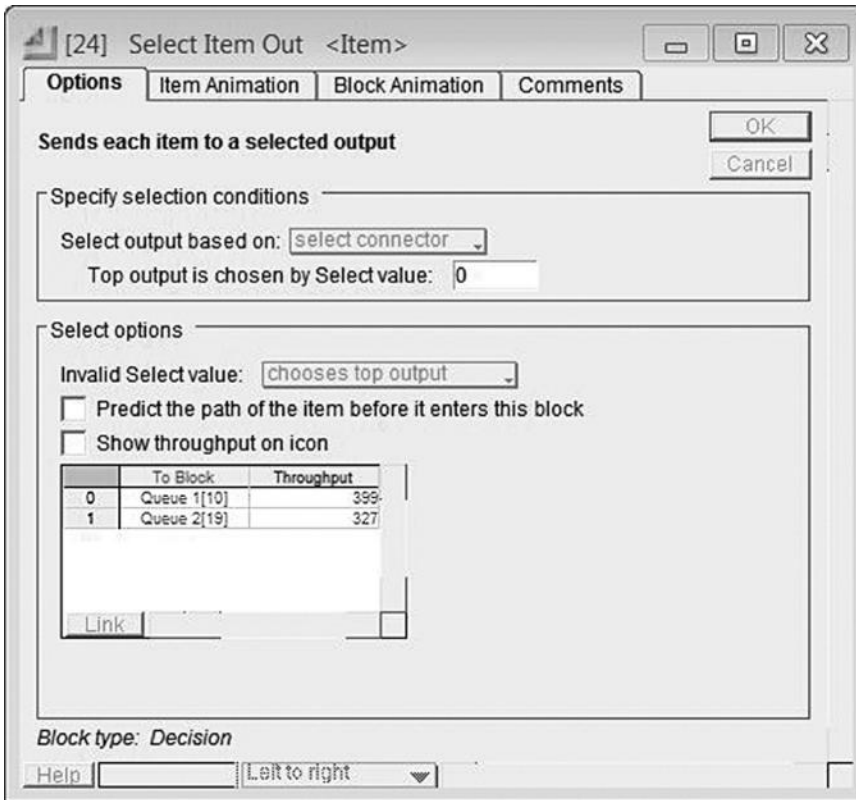 [24] Select Item Out <Item>
Options Item Animation Block Animation Comments
Sends each item to a selected output
OK
Cancel
Specify selection conditions
Select output based on: select connector
Top output is chosen by Select value: 0
Select options
Invalid Select value: chooses top output
Predict the path of the item before it enters this block
Show throughput on icon
To Block Throughput
0 Queue 1[10] 399
1 Queue 2[19] 327
Link
Block type: Decision
Help Left to right